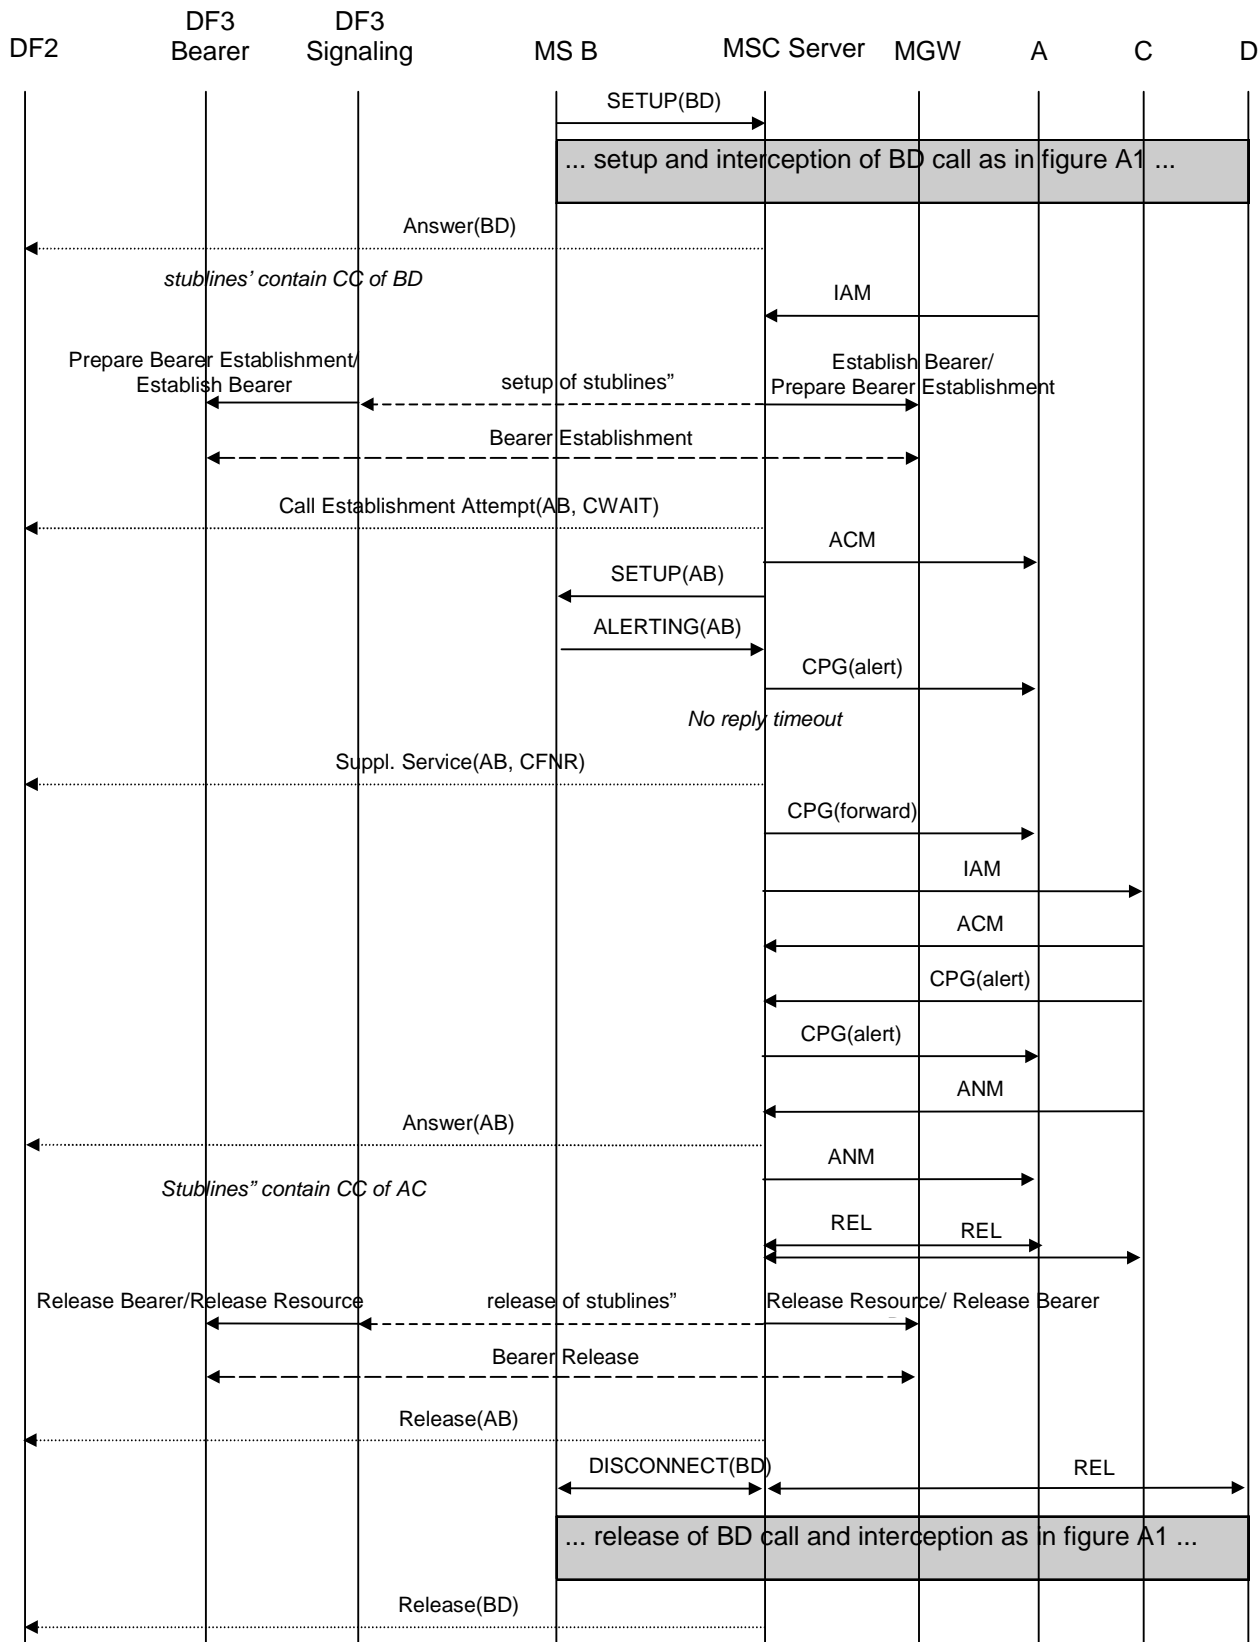 DF2
DF3
Bearer
DF3
Signaling
MS B
MSC Server
MGW
A
C
D
SETUP(BD)
... setup and interception of BD call as in figure A1 ...
Answer(BD)
stublines’ contain CC of BD
IAM
Prepare Bearer Establishment/
Establish Bearer
setup of stublines”
Establish Bearer/
Prepare Bearer Establishment
Bearer Establishment
Call Establishment Attempt(AB, CWAIT)
ACM
SETUP(AB)
ALERTING(AB)
CPG(alert)
No reply timeout
Suppl. Service(AB, CFNR)
CPG(forward)
IAM
ACM
CPG(alert)
CPG(alert)
ANM
Answer(AB)
ANM
Stublines” contain CC of AC
REL
REL
Release Bearer/Release Resource
release of stublines”
Release Resource/ Release Bearer
Bearer Release
Release(AB)
DISCONNECT(BD)
REL
... release of BD call and interception as in figure A1 ...
Release(BD)